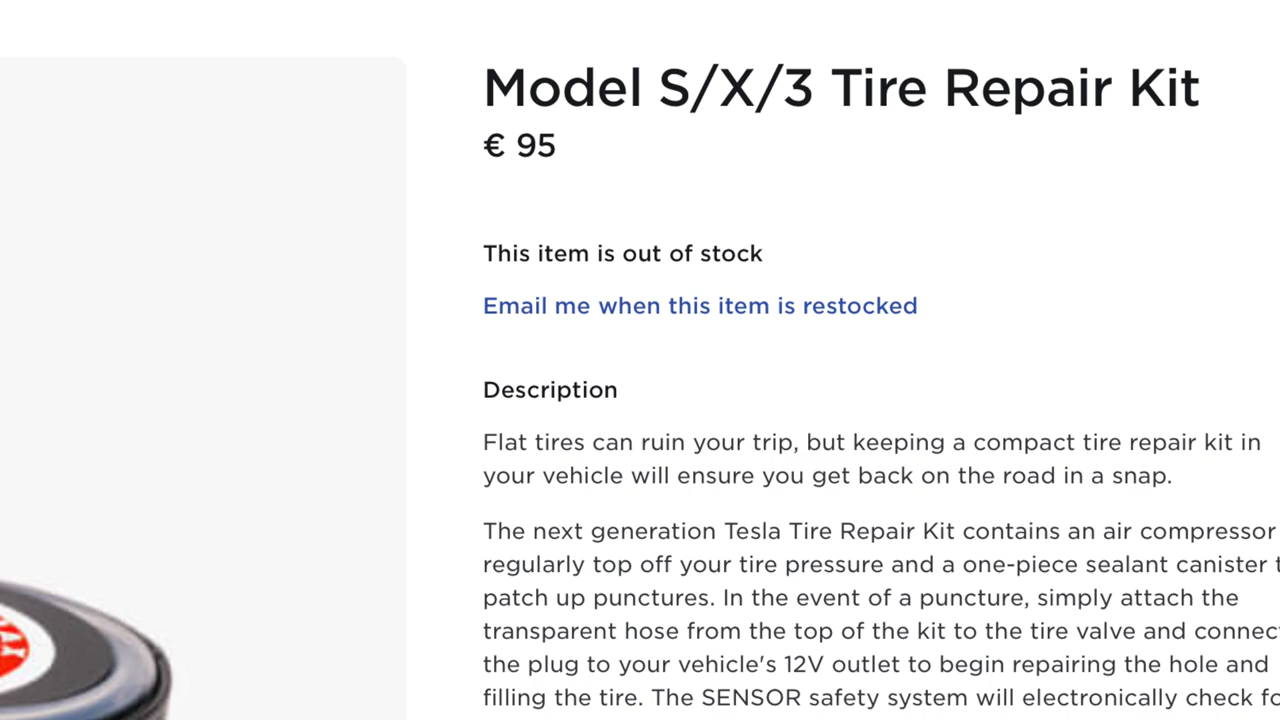 Model S/X/3 Tire Repair Kit
€ 95
This item is out of stock
Email me when this item is restocked
Description
Flat tires can ruin your trip, but keeping a compact tire repair kit in
your vehicle will ensure you get back on the road in a snap.
The next generation Tesla Tire Repair Kit contains an air compressor
regularly top off your tire pressure and a one-piece sealant canister
patch up punctures. In the event of a puncture, simply attach the
transparent hose from the top of the kit to the tire valve and connect
the plug to your vehicle's 12V outlet to begin repairing the hole and
filling the tire. The SENSOR safety system will electronically check